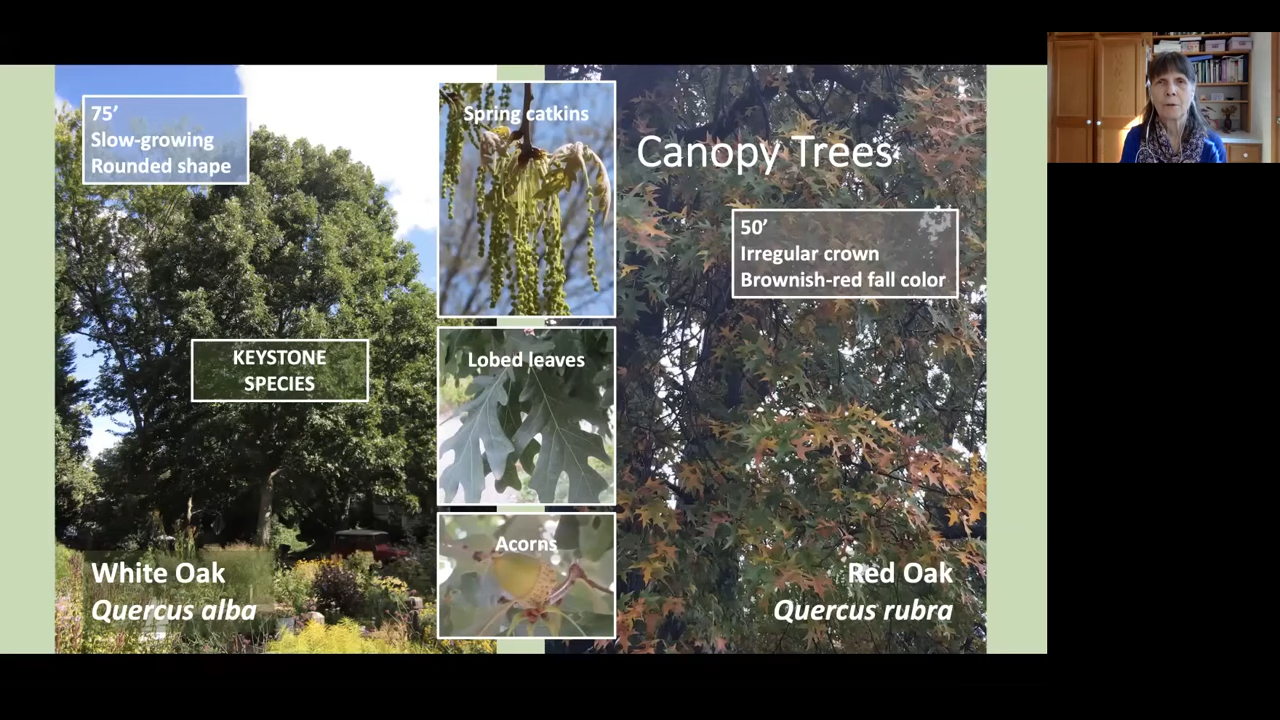 75’
Slow-growing
Rounded shape
KEYSTONE
SPECIES
White Oak
Quercus alba
Spring catkins
Lobed leaves
Acorns
Canopy Trees
50’
Irregular crown
Brownish-red fall color
Red Oak
Quercus rubra